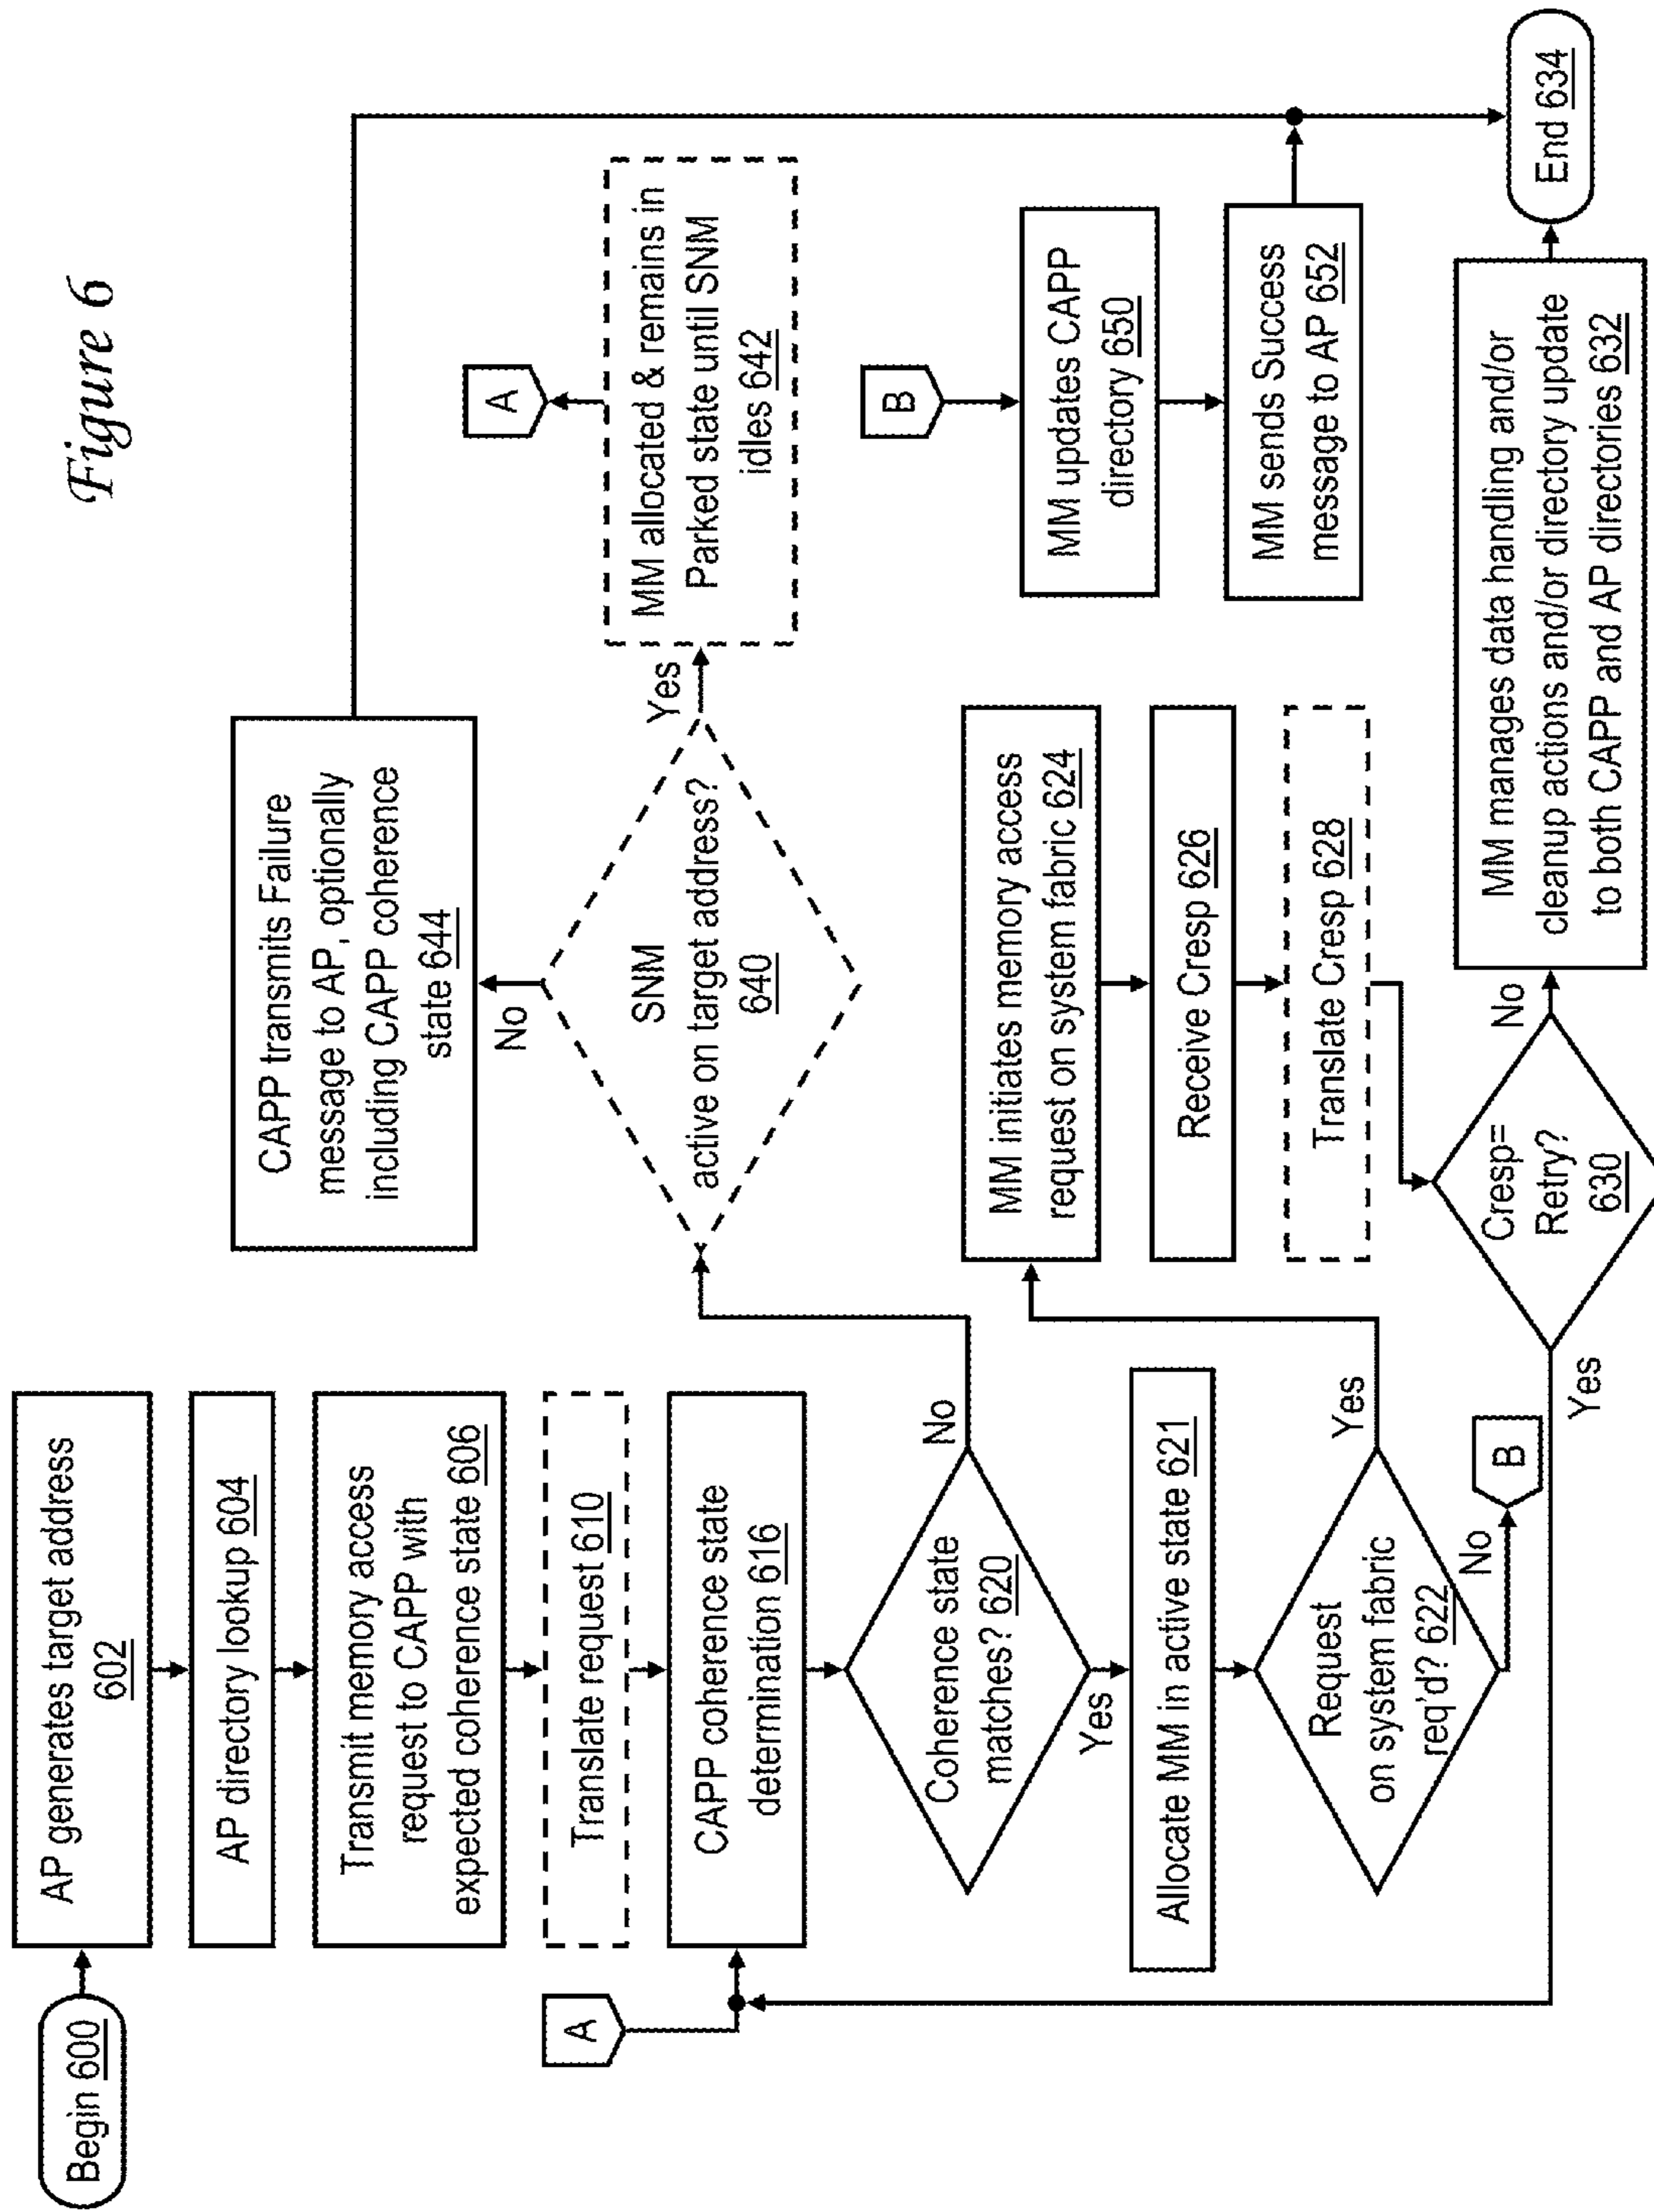 Figure 6
Begin 600
AP generates target address
602
AP directory lookup 604
Transmit memory access
request to CAPP with
expected coherence state 606
Translate request 610
A
CAPP coherence state
determination 616
Coherence state
matches? 620
No
Yes
Allocate MM in active state 621
Request
on system fabric
req'd? 622
Yes
No
B
CAPP transmits Failure
message to AP, optionally
including CAPP coherence
state 644
No
SNM
active on target address?
640
Yes
MM allocated & remains in
Parked state until SNM
idles 642
A
MM initiates memory access
request on system fabric 624
Receive Cresp 626
Translate Cresp 628
Cresp=
Retry?
630
Yes
No
B
MM updates CAPP
directory 650
MM sends Success
message to AP 652
MM manages data handling and/or
cleanup actions and/or directory update
to both CAPP and AP directories 632
End 634